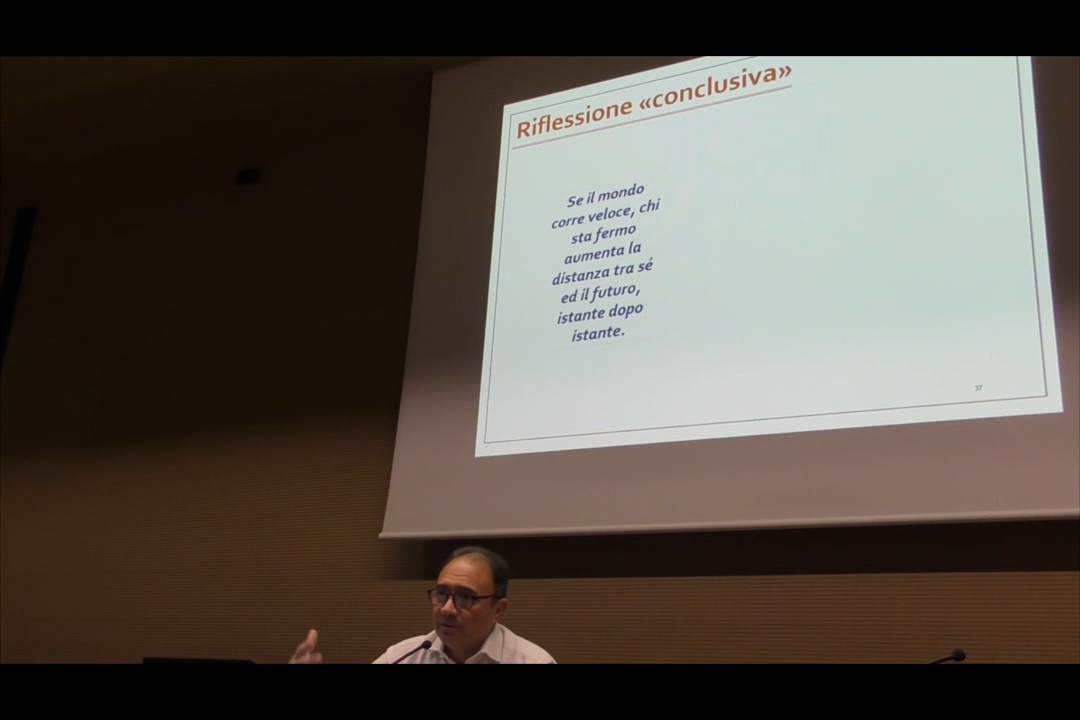 Riflessione «conclusiva»
Se il mondo
corre veloce, chi
sta fermo
aumenta la
distanza tra sé
ed il futuro,
istante dopo
istante.
37